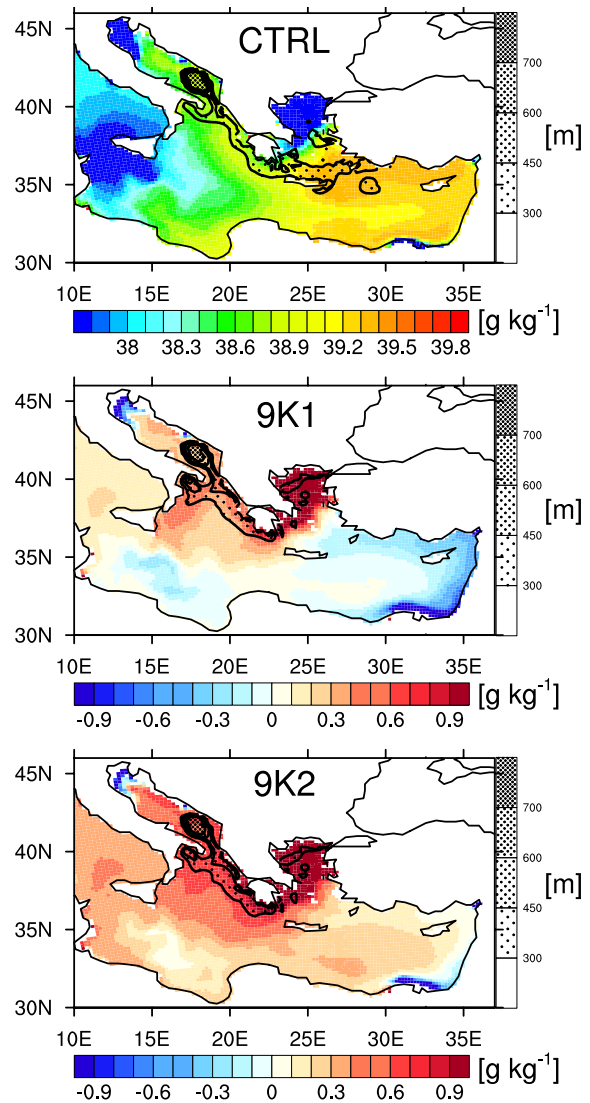 CTRL
45N
40N
35N
30N
10E 15E 20E 25E 30E 35E
700
600
450
300
[m]
38 38.3 38.6 38.9 39.2 39.5 39.8
[g kg⁻¹]
9K1
45N
40N
35N
30N
10E 15E 20E 25E 30E 35E
700
600
450
300
[m]
-0.9 -0.6 -0.3 0 0.3 0.6 0.9
[g kg⁻¹]
9K2
45N
40N
35N
30N
10E 15E 20E 25E 30E 35E
700
600
450
300
[m]
-0.9 -0.6 -0.3 0 0.3 0.6 0.9
[g kg⁻¹]